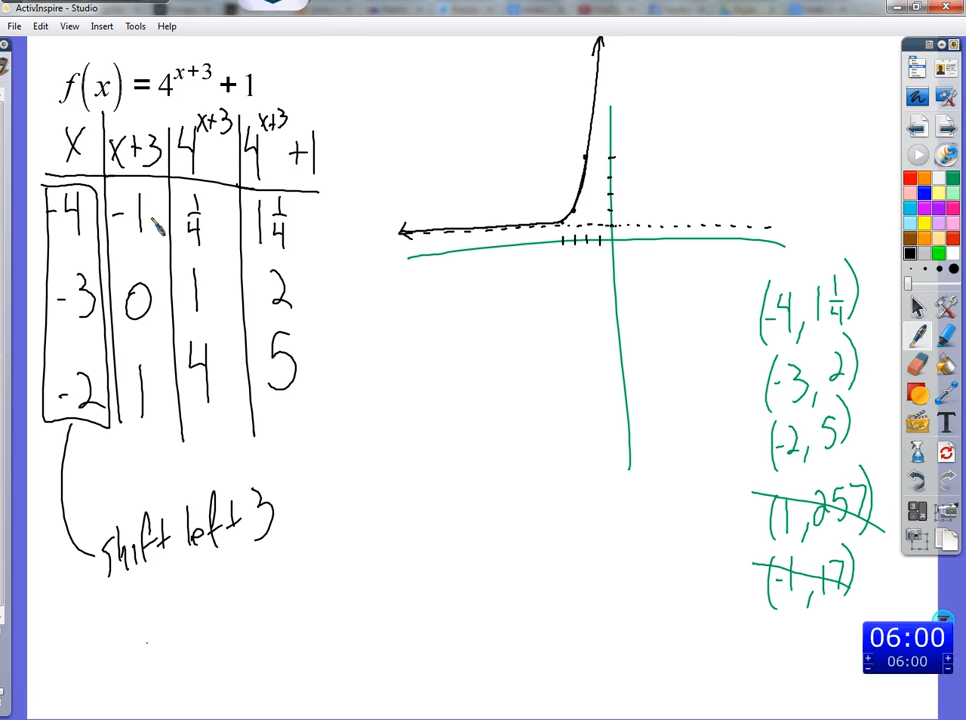 ActivInspire - Studio
File Edit View Insert Tools Help
f(x) = 4^{x+3} + 1
x | x+3 | 4^{x+3} | 4^{x+3} + 1
-4 | -1 | 1/4 | 1 1/4
-3 | 0 | 1 | 2
-2 | 1 | 4 | 5
shift left 3
(-4, 1 1/4)
(-3, 2)
(-2, 5)
(1, 257)
(-1, 17)
06:00
06:00